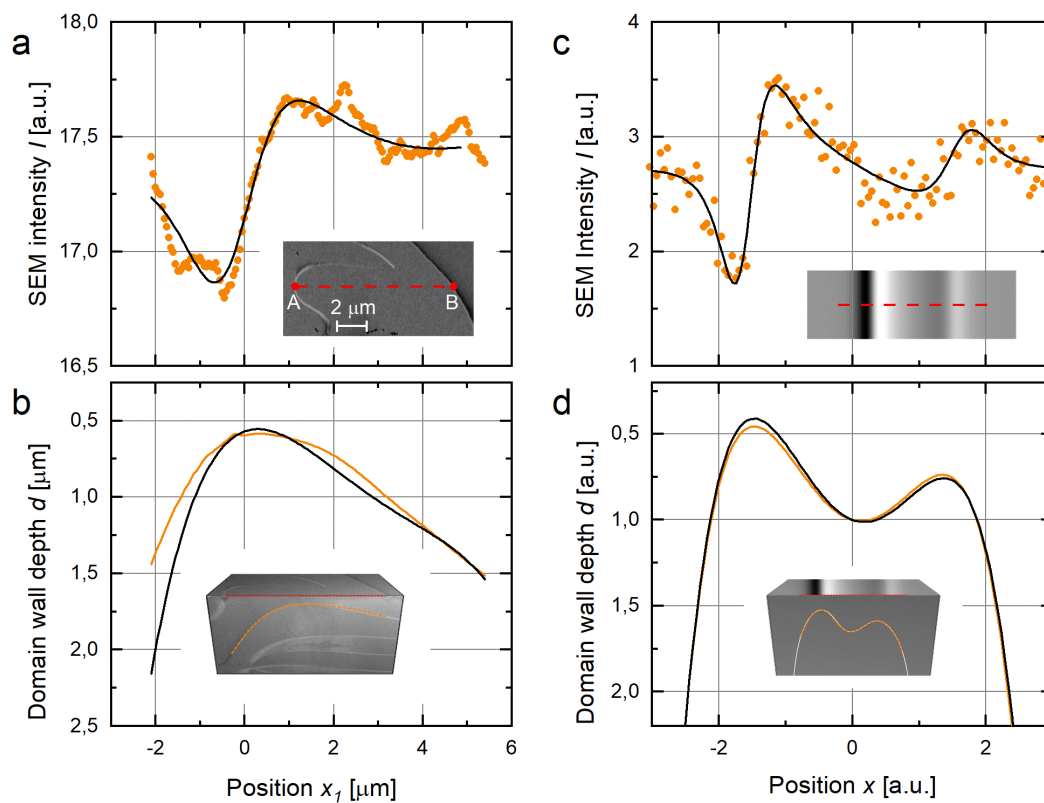 a
SEM intensity I [a.u.]
18,0
17,5
17,0
16,5
A
B
2 μm
c
SEM Intensity I [a.u.]
4
3
2
1
b
Domain wall depth d [μm]
0,5
1,0
1,5
2,0
2,5
-2
0
2
4
6
Position x₁ [μm]
d
Domain wall depth d [a.u.]
0,5
1,0
1,5
2,0
-2
0
2
Position x [a.u.]